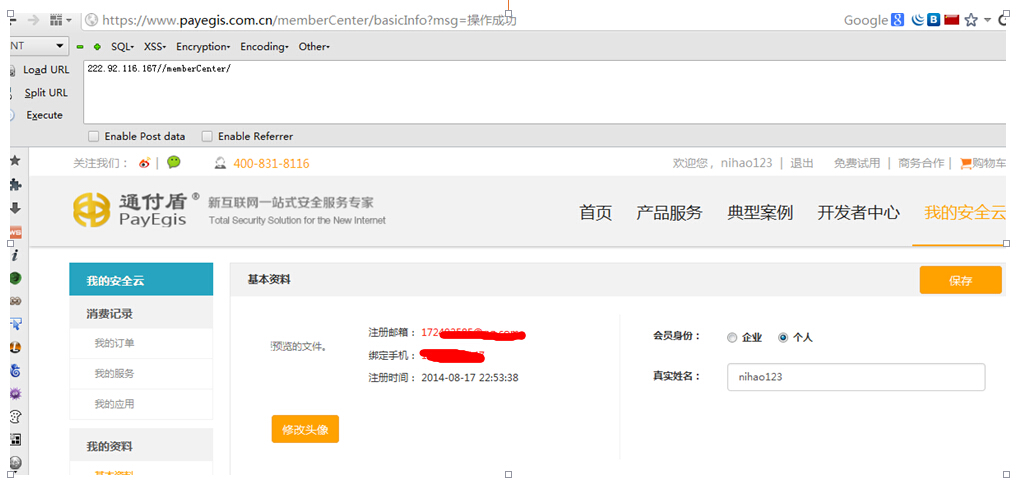 https://www.payegis.com.cn/memberCenter/basicInfo?msg=操作成功
Google
NT SQL XSS Encryption Encoding Other
Load URL
222.92.116.167//memberCenter/
Split URL
Execute
Enable Post data Enable Referrer
关注我们： 400-831-8116 欢迎您，nihao123 | 退出 免费试用 | 商务合作 | 购物车
通付盾® 新互联网一站式安全服务专家
PayEgis Total Security Solution for the New Internet
首页 产品服务 典型案例 开发者中心 我的安全云
我的安全云
基本资料 保存
消费记录
我的订单
我的服务
我的应用
我的资料
基本资料
预览的文件。
注册邮箱：
绑定手机：
注册时间： 2014-08-17 22:53:38
修改头像
会员身份： 企业 个人
真实姓名： nihao123